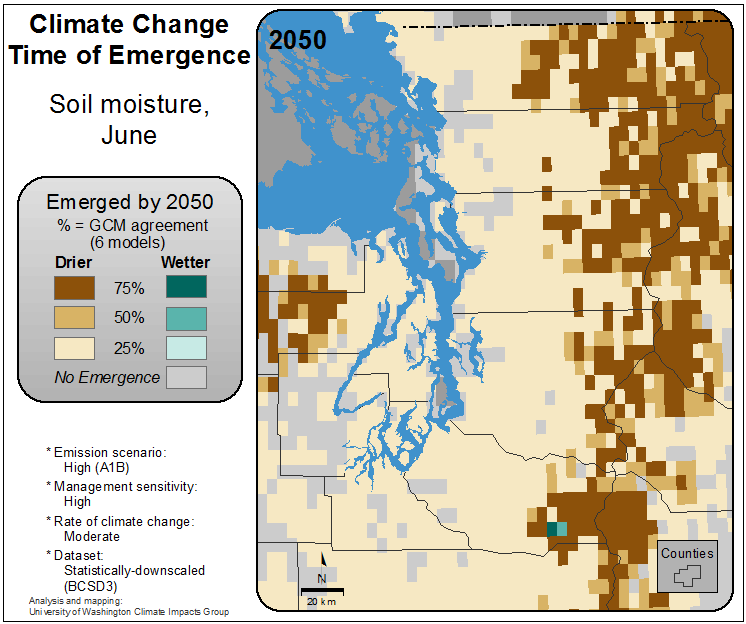 Climate Change
Time of Emergence
Soil moisture,
June
Emerged by 2050
% = GCM agreement
(6 models)
Drier Wetter
75%
50%
25%
No Emergence
* Emission scenario:
High (A1B)
* Management sensitivity:
High
* Rate of climate change:
Moderate
* Dataset:
Statistically-downscaled
(BCSD3)
Analysis and mapping:
University of Washington Climate Impacts Group
2050
N
20 km
Counties